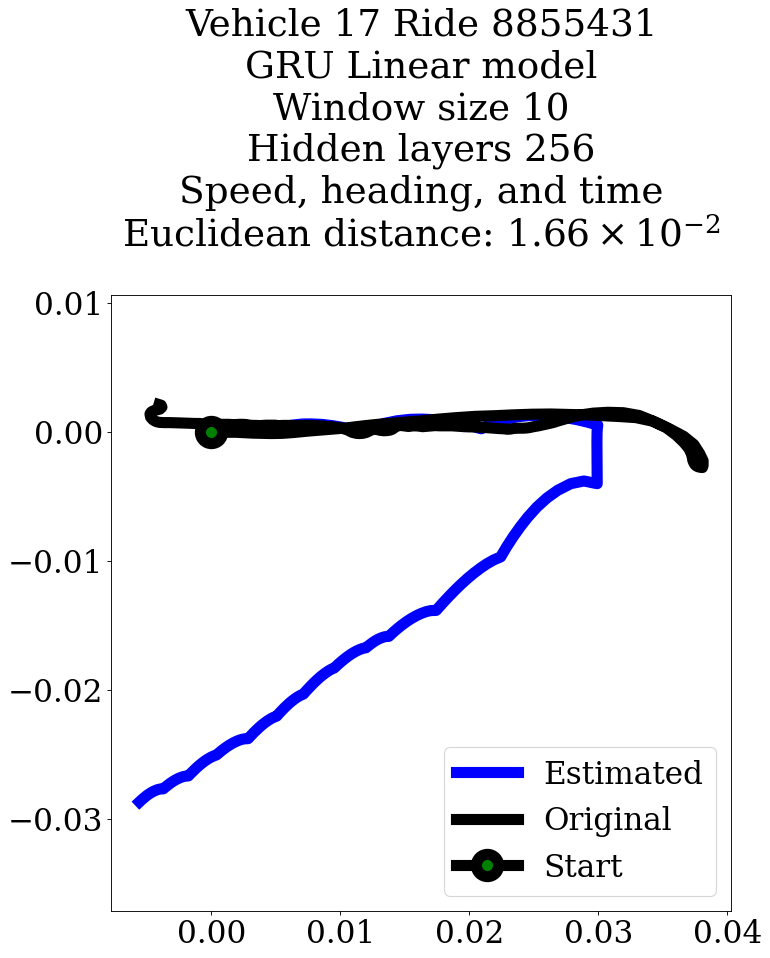 Vehicle 17 Ride 8855431
GRU Linear model
Window size 10
Hidden layers 256
Speed, heading, and time
Euclidean distance: 1.66 × 10⁻²
0.01
0.00
−0.01
−0.02
−0.03
Estimated
Original
Start
0.00 0.01 0.02 0.03 0.04